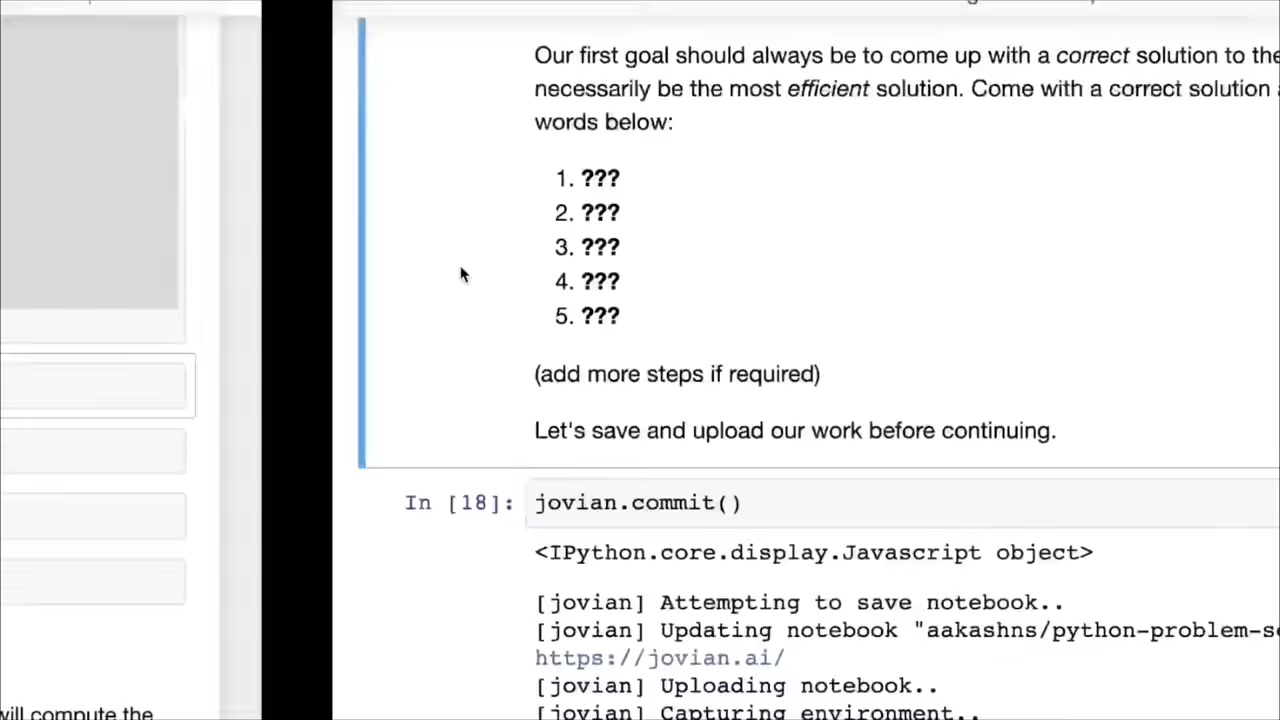 Our first goal should always be to come up with a correct solution to the
necessarily be the most efficient solution. Come with a correct solution
words below:
1. ???
2. ???
3. ???
4. ???
5. ???
(add more steps if required)
Let's save and upload our work before continuing.
In [18]: jovian.commit()
<IPython.core.display.Javascript object>
[jovian] Attempting to save notebook..
[jovian] Updating notebook "aakashns/python-problem-s
https://jovian.ai/
[jovian] Uploading notebook..
[jovian] Capturing environment..
will compute the